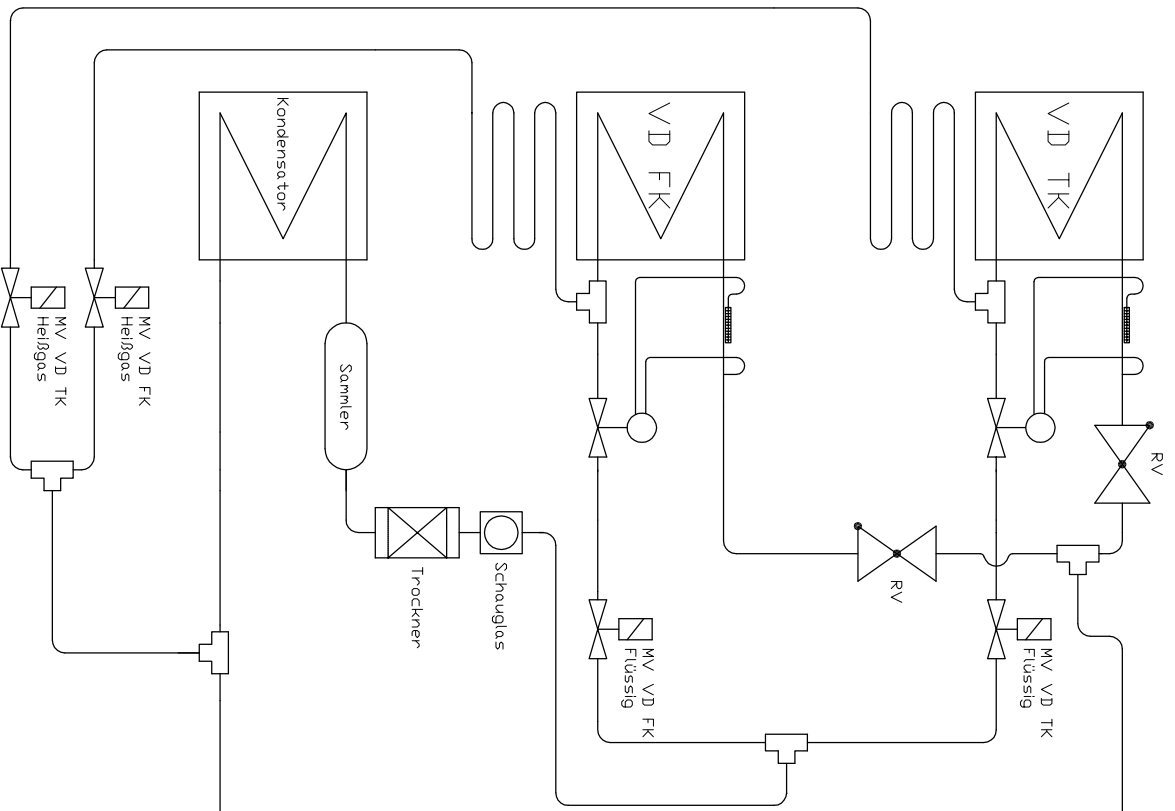 Kondensator
VD FK
VD TK
MV VD TK
Heißgas
MV VD FK
Heißgas
Sammler
RV
RV
Trockner
Schauglas
MV VD FK
Flüssig
MV VD TK
Flüssig